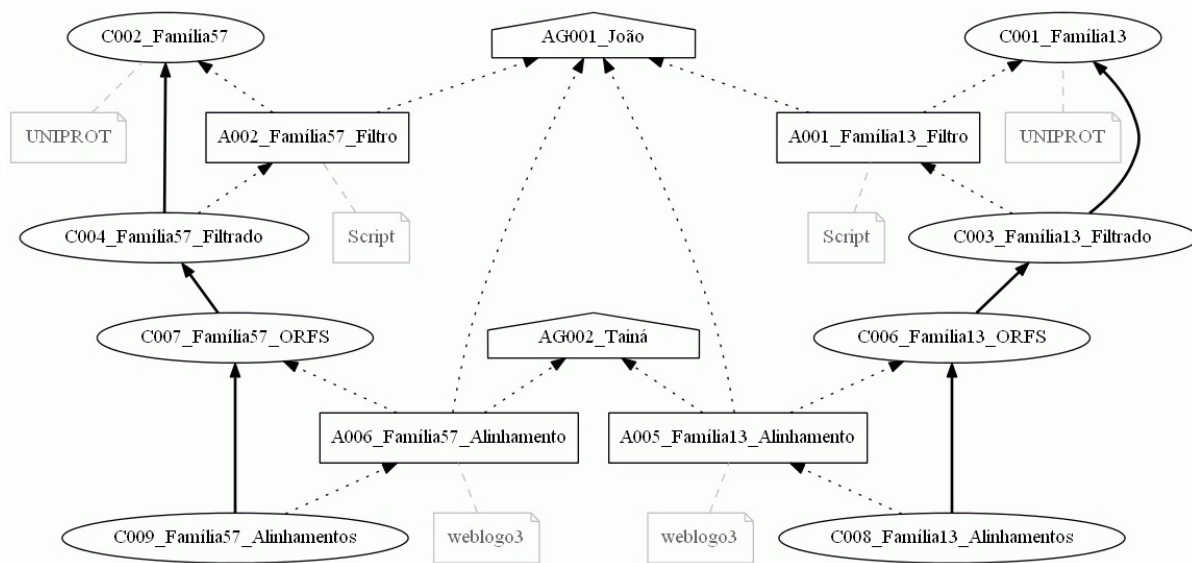 C002_Família57
AG001_João
C001_Família13
UNIPROT
A002_Família57_Filtro
A001_Família13_Filtro
UNIPROT
C004_Família57_Filtrado
Script
Script
C003_Família13_Filtrado
C007_Família57_ORFS
AG002_Tainá
C006_Família13_ORFS
A006_Família57_Alinhamento
A005_Família13_Alinhamento
C009_Família57_Alinhamentos
weblogo3
weblogo3
C008_Família13_Alinhamentos